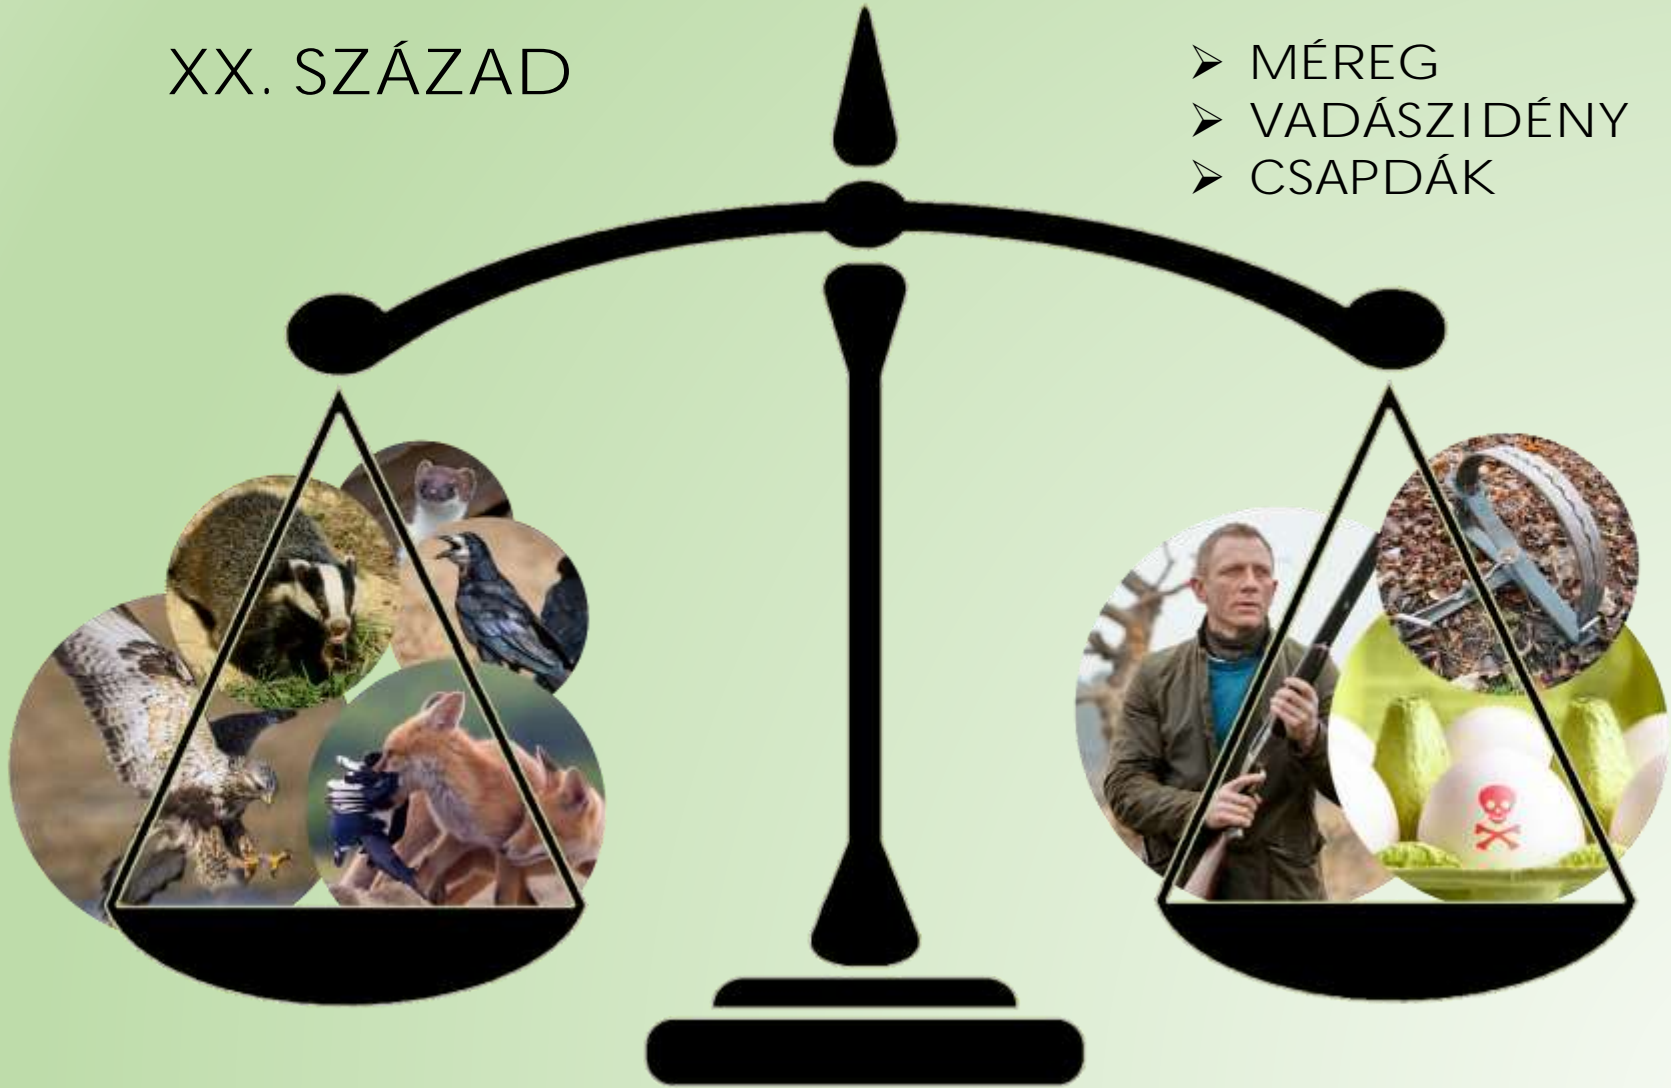 XX. SZÁZAD
➢ MÉREG
➢ VADÁSZIDÉNY
➢ CSAPDÁK